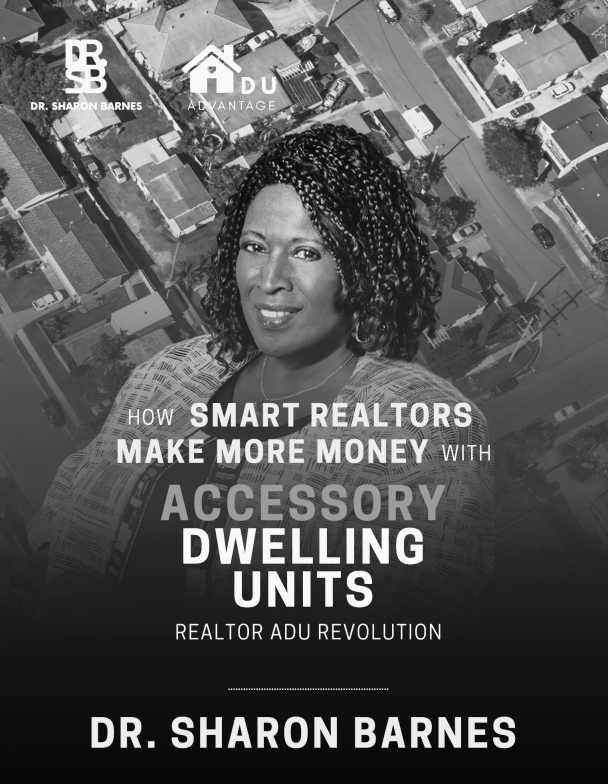 DR.
SB
DR. SHARON BARNES
ADU
ADVANTAGE
HOW SMART REALTORS
MAKE MORE MONEY WITH
ACCESSORY
DWELLING
UNITS
REALTOR ADU REVOLUTION
DR. SHARON BARNES